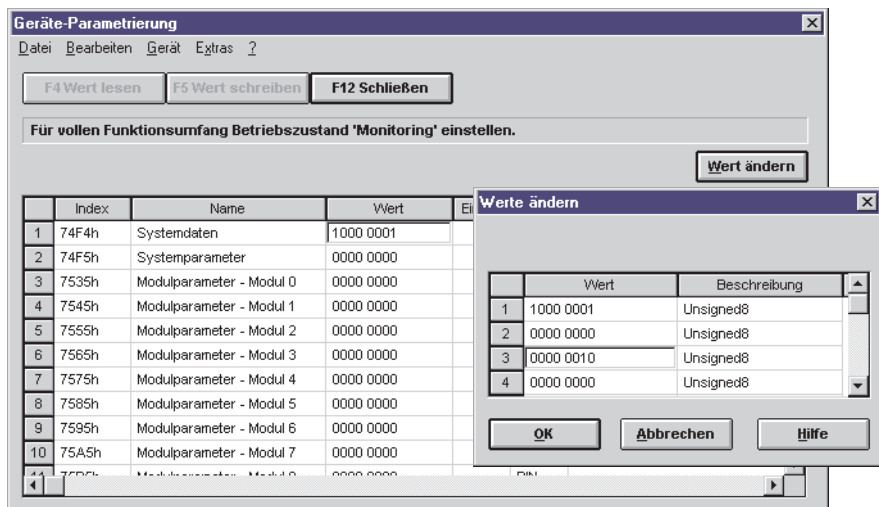 Geräte-Parametrierung
Datei Bearbeiten Gerät Extras ?
F4 Wert lesen F5 Wert schreiben F12 Schließen
Für vollen Funktionsumfang Betriebszustand 'Monitoring' einstellen.
Wert ändern
Index Name Wert
1 74F4h Systemdaten 1000 0001
2 74F5h Systemparameter 0000 0000
3 7535h Modulparameter - Modul 0 0000 0000
4 7545h Modulparameter - Modul 1 0000 0000
5 7555h Modulparameter - Modul 2 0000 0000
6 7565h Modulparameter - Modul 3 0000 0000
7 7575h Modulparameter - Modul 4 0000 0000
8 7585h Modulparameter - Modul 5 0000 0000
9 7595h Modulparameter - Modul 6 0000 0000
10 75A5h Modulparameter - Modul 7 0000 0000
Werte ändern
Wert Beschreibung
1 1000 0001 Unsigned8
2 0000 0000 Unsigned8
3 0000 0010 Unsigned8
4 0000 0000 Unsigned8
OK Abbrechen Hilfe